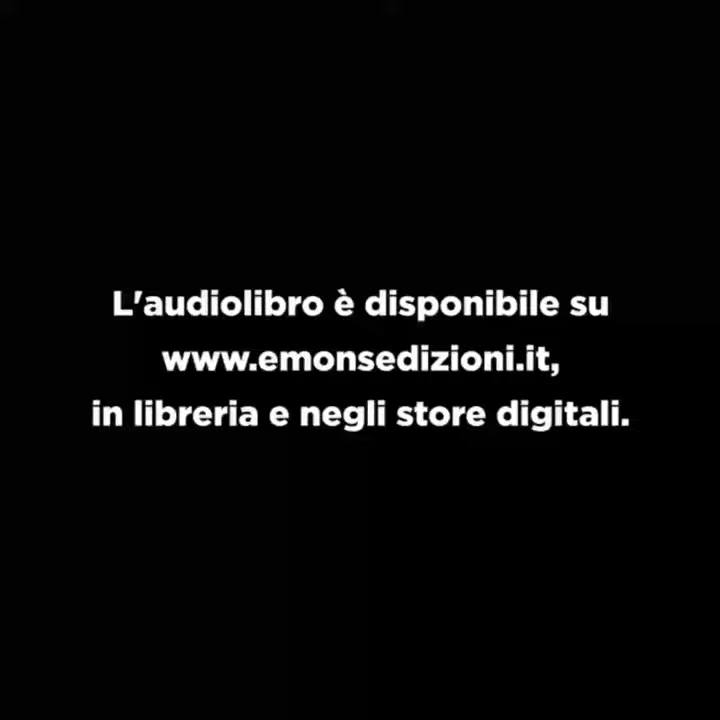 L'audiolibro è disponibile su
www.emonsedizioni.it,
in libreria e negli store digitali.